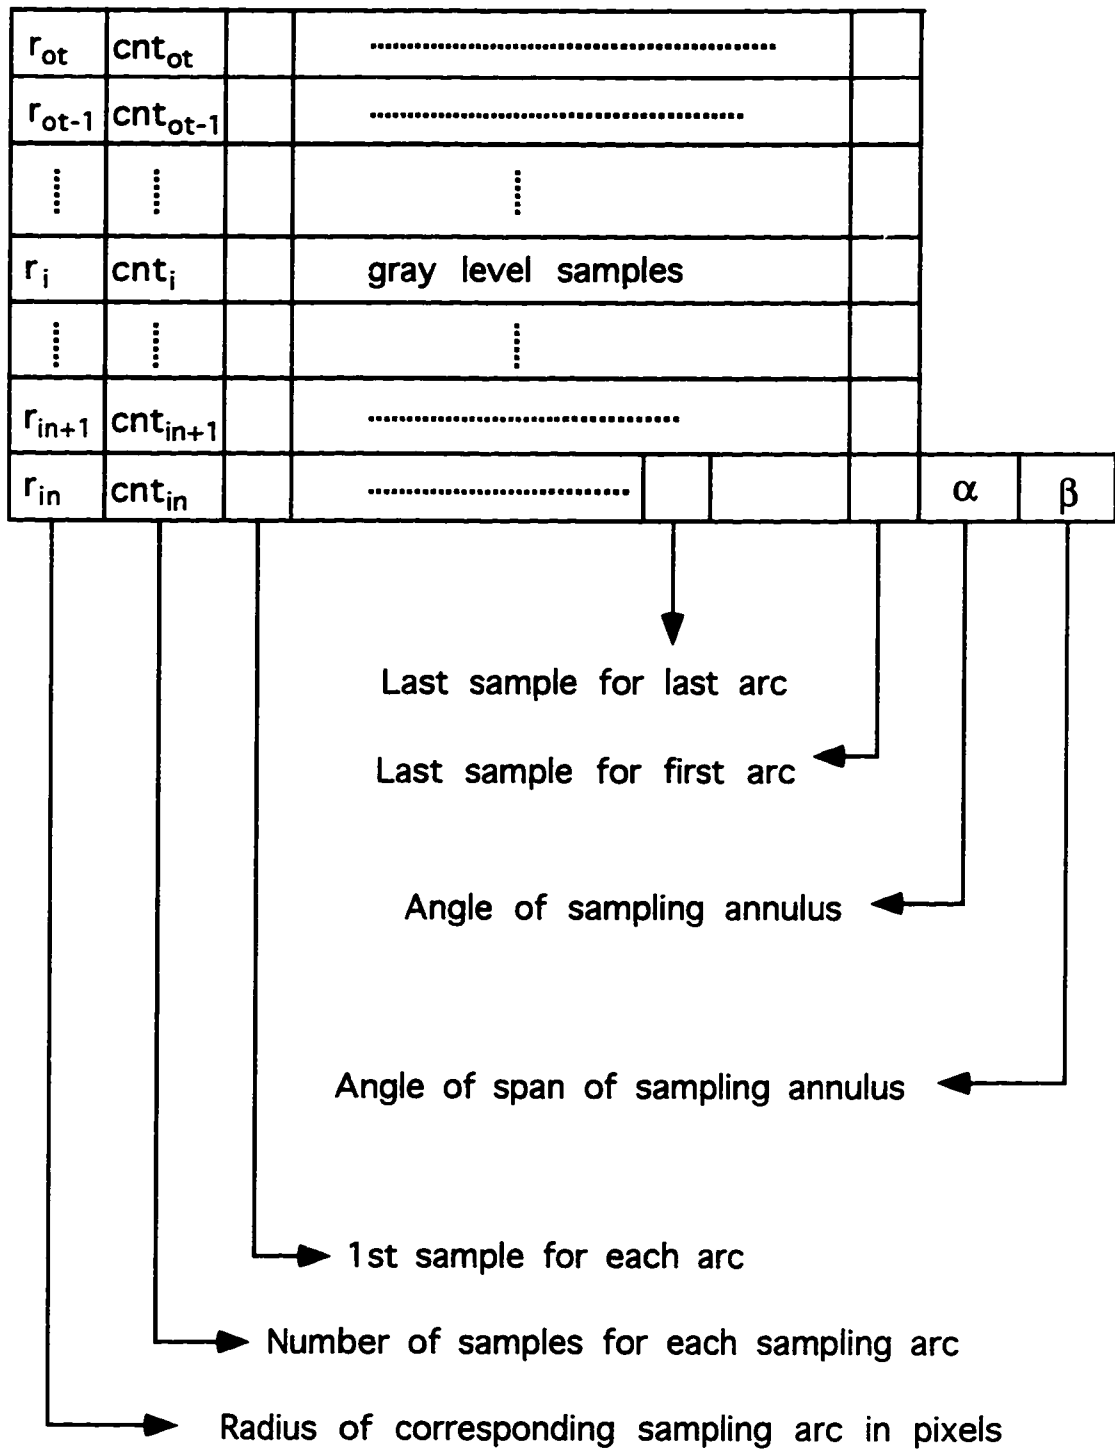 r_ot cnt_ot
r_ot-1 cnt_ot-1
r_i cnt_i gray level samples
r_in+1 cnt_in+1
r_in cnt_in α β
Last sample for last arc
Last sample for first arc
Angle of sampling annulus
Angle of span of sampling annulus
1st sample for each arc
Number of samples for each sampling arc
Radius of corresponding sampling arc in pixels